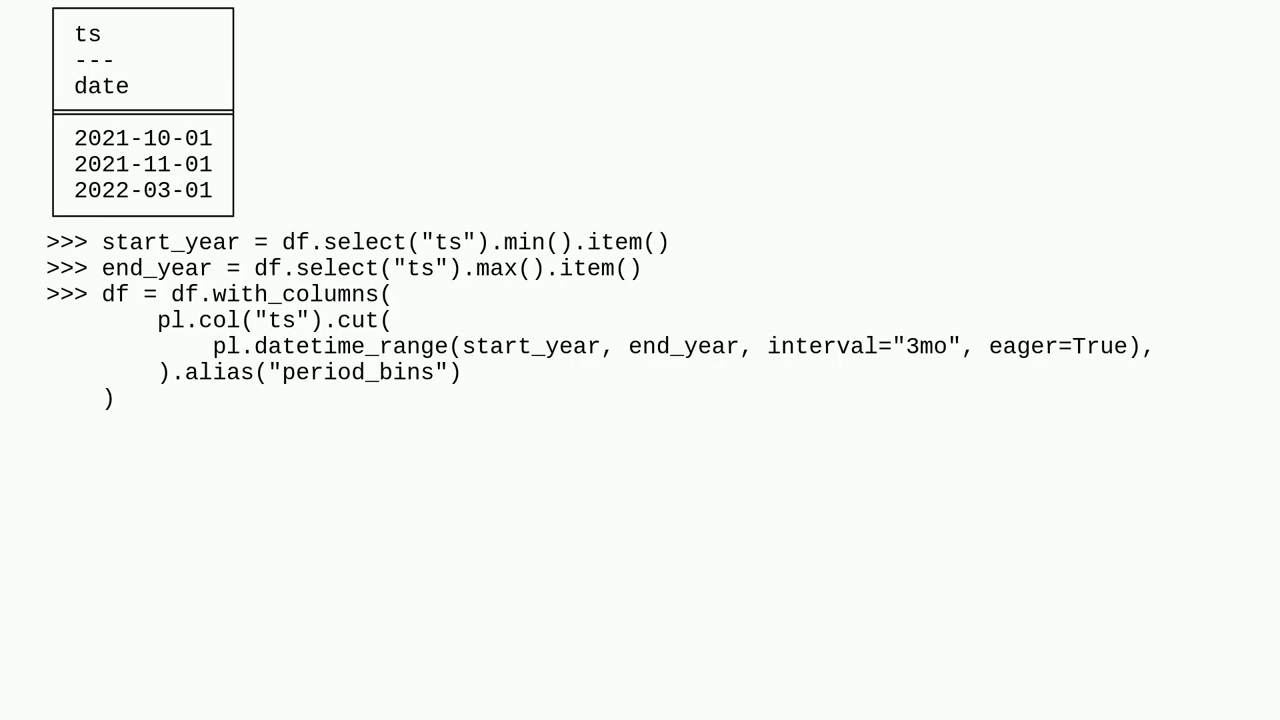 ts
---
date
2021-10-01
2021-11-01
2022-03-01
>>> start_year = df.select("ts").min().item()
>>> end_year = df.select("ts").max().item()
>>> df = df.with_columns(
        pl.col("ts").cut(
            pl.datetime_range(start_year, end_year, interval="3mo", eager=True),
        ).alias("period_bins")
    )